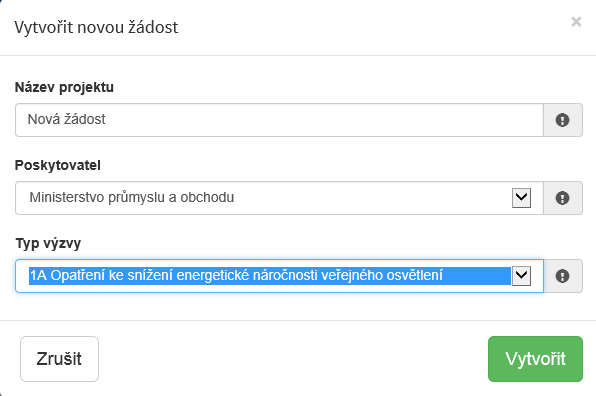 Vytvořit novou žádost
×
Název projektu
Nová žádost
Poskytovatel
Ministerstvo průmyslu a obchodu
Typ výzvy
1A Opatření ke snížení energetické náročnosti veřejného osvětlení
Zrušit
Vytvořit